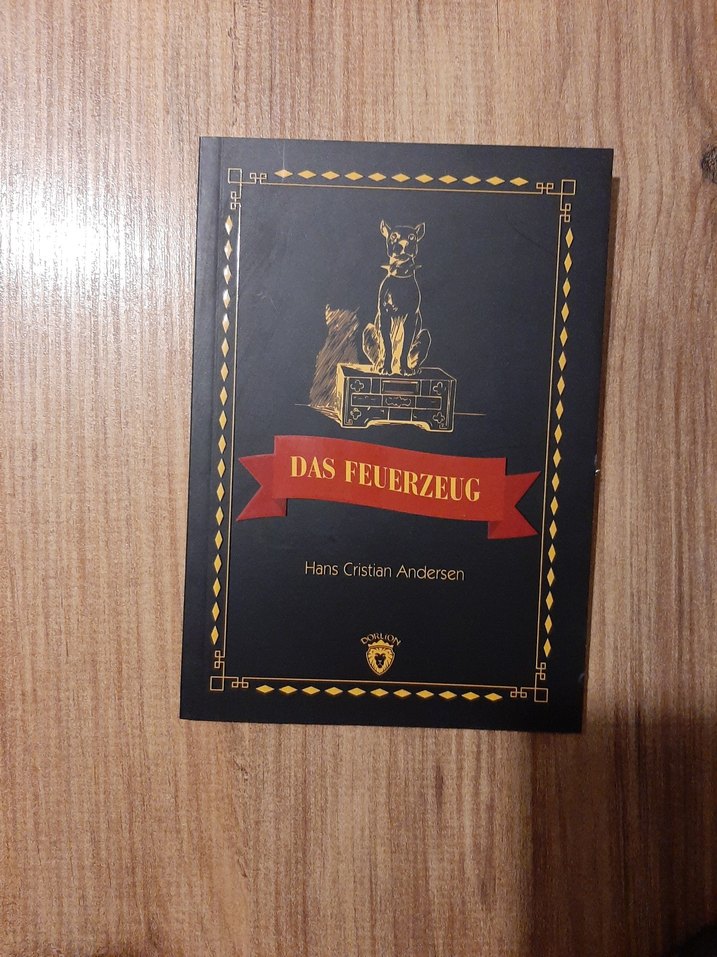 DAS FEUERZEUG
Hans Cristian Andersen
DORLION